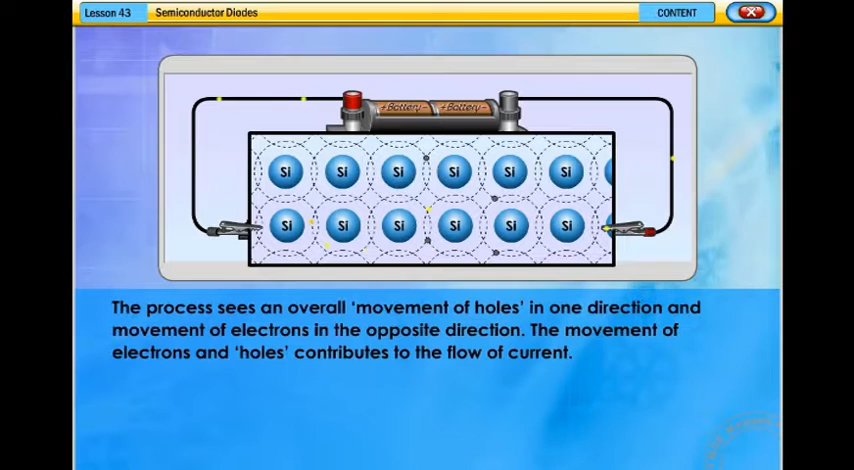 Lesson 43
Semiconductor Diodes
CONTENT
+Battery- +Battery-
Si Si Si Si Si Si
Si Si Si Si Si Si
The process sees an overall ‘movement of holes’ in one direction and
movement of electrons in the opposite direction. The movement of
electrons and ‘holes’ contributes to the flow of current.